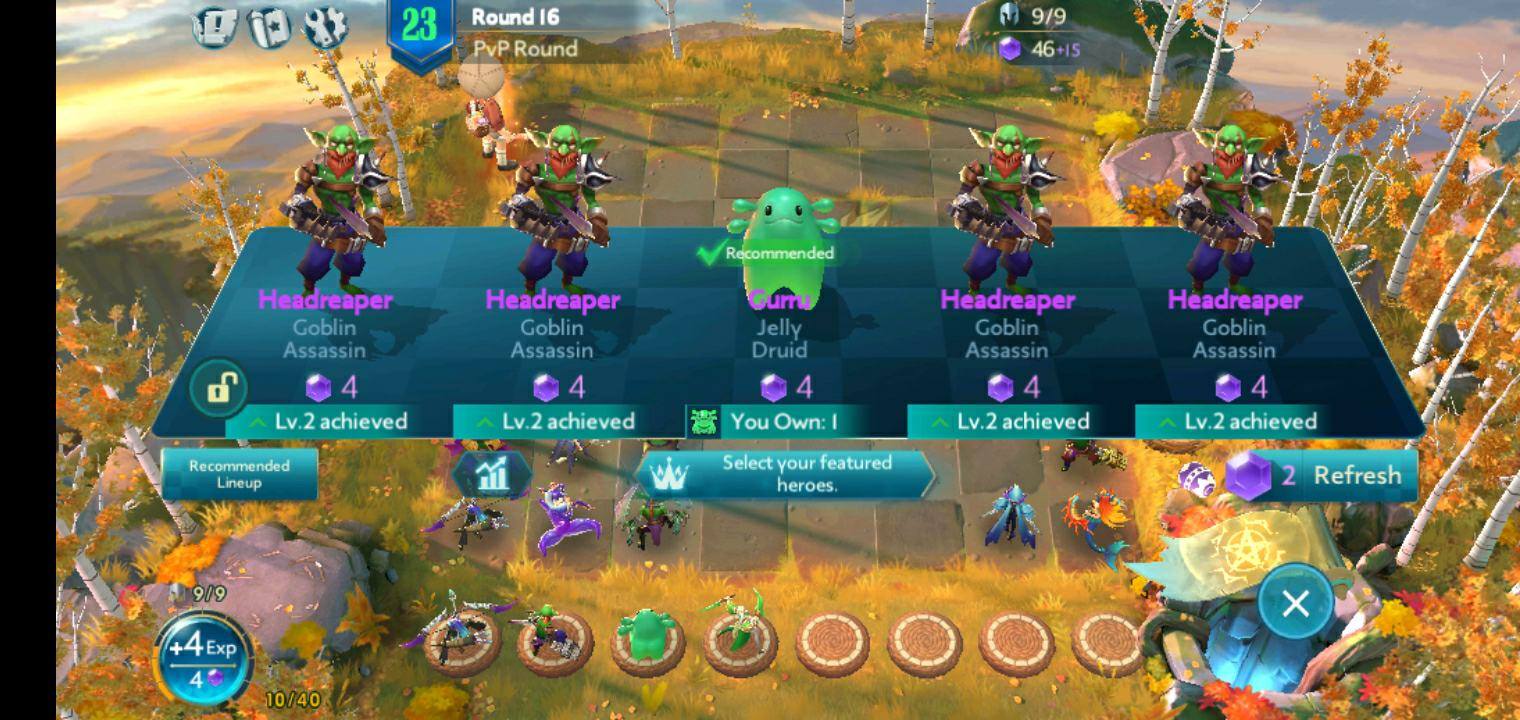 23
Round 16
PvP Round
9/9
46+15
Recommended
Headreaper
Goblin
Assassin
4
Lv.2 achieved
Headreaper
Goblin
Assassin
4
Lv.2 achieved
Gurru
Jelly
Druid
4
You Own: 1
Headreaper
Goblin
Assassin
4
Lv.2 achieved
Headreaper
Goblin
Assassin
4
Lv.2 achieved
Recommended
Lineup
Select your featured
heroes.
2 Refresh
9/9
+4 Exp
4
10/40